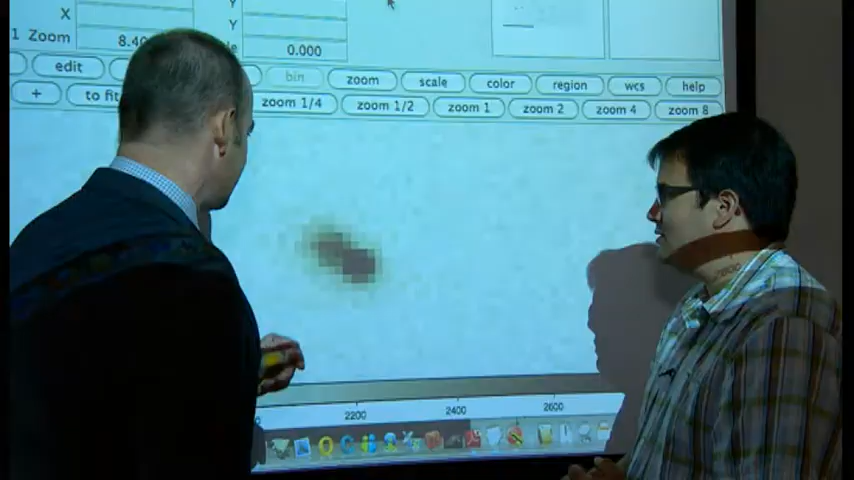 X Y
Y
1 Zoom 8.40 0.000
edit bin zoom scale color region wcs help
+ to fit zoom 1/4 zoom 1/2 zoom 1 zoom 2 zoom 4 zoom 8
2200 2400 2600